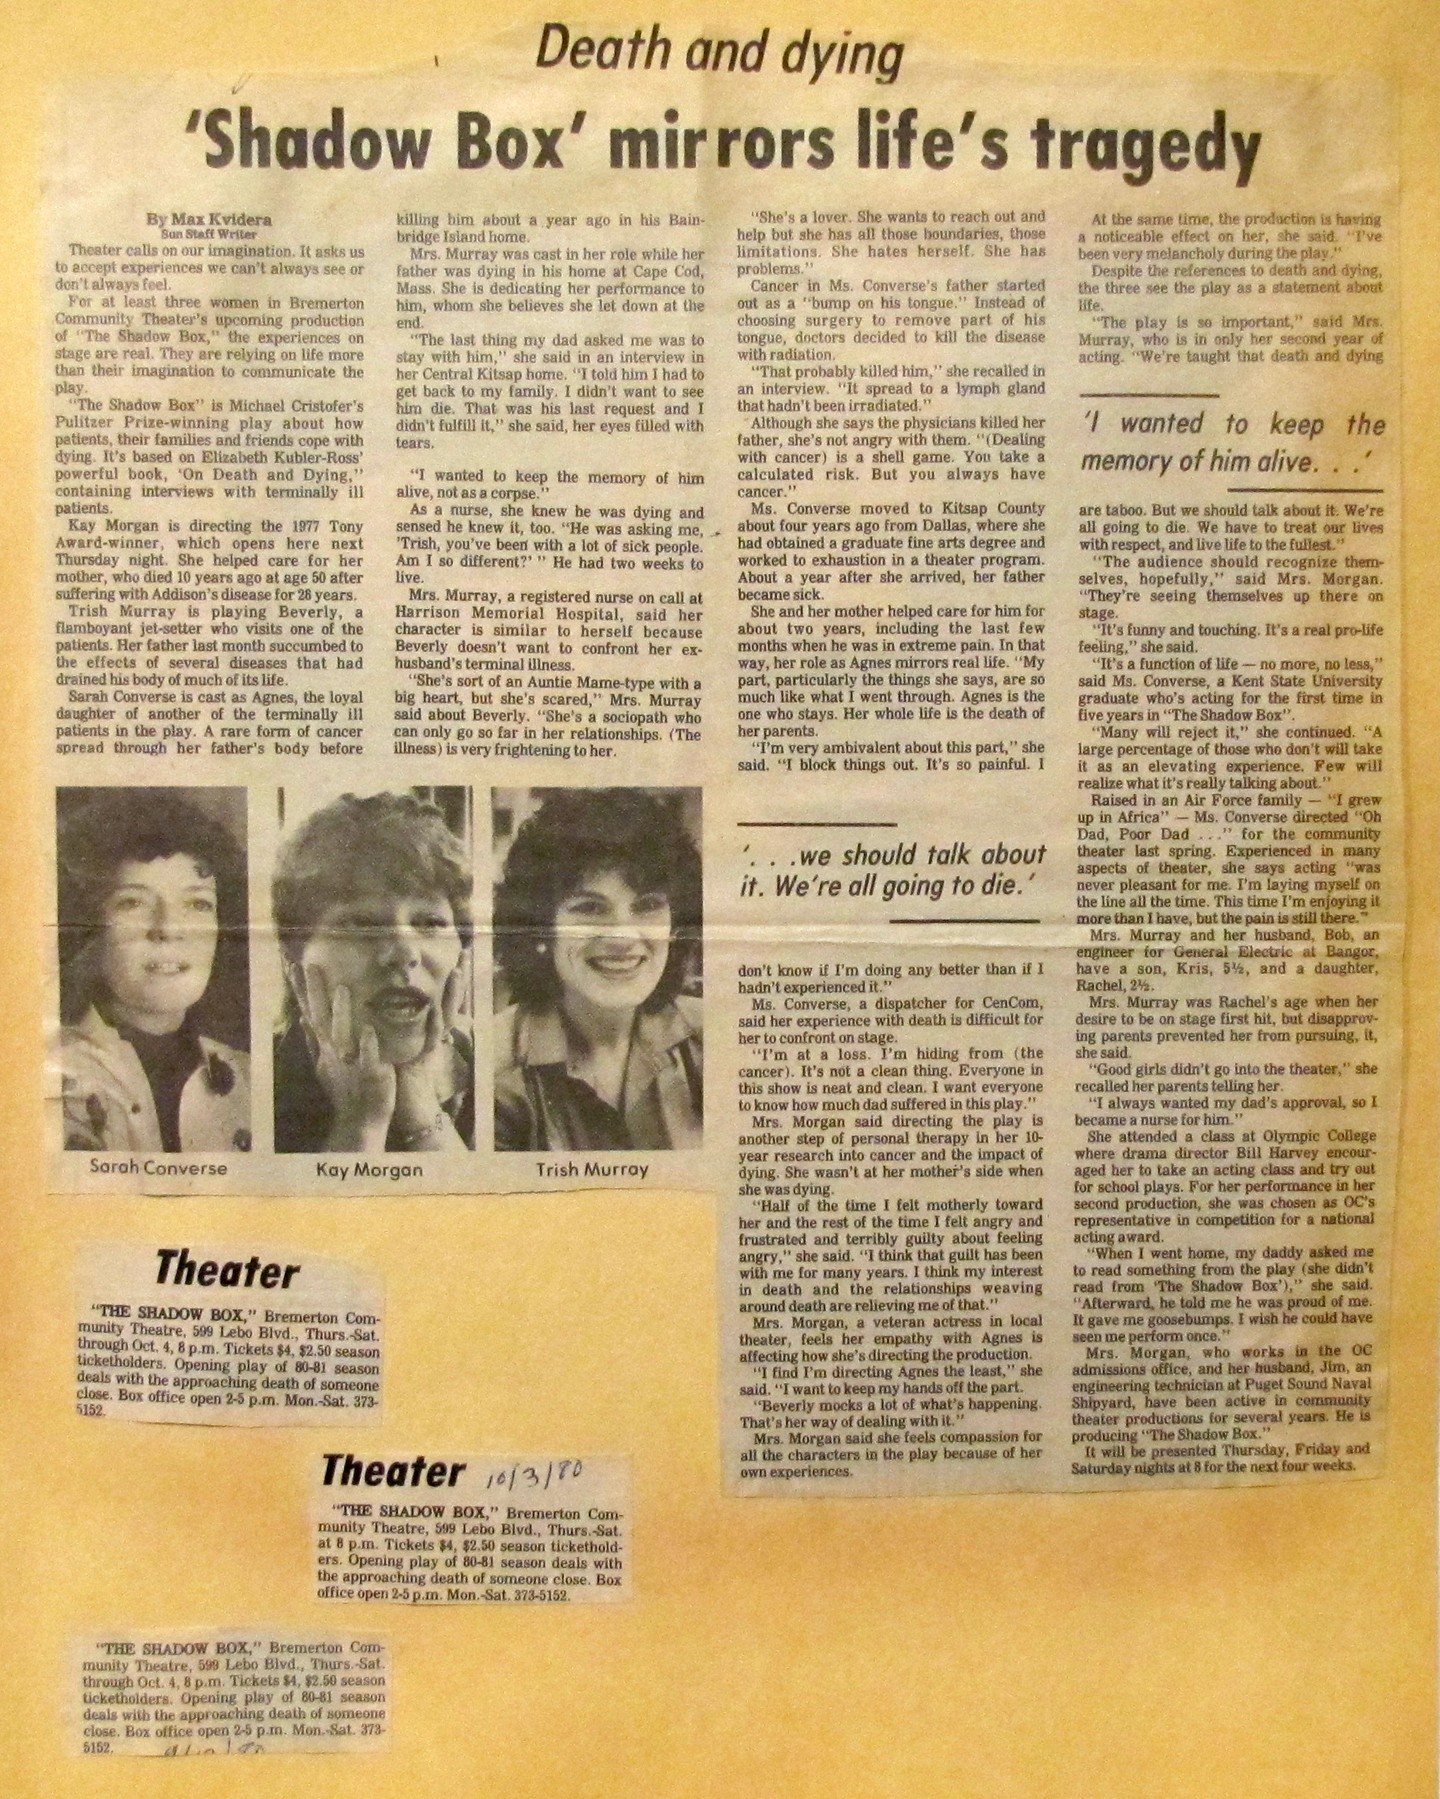 Death and dying
'Shadow Box' mirrors life's tragedy
By Max Kvidera
Sun Staff Writer
Theater calls on our imagination. It asks us
to accept experiences we can't always see or
don't always feel.
For at least three women in Bremerton
Community Theater's upcoming production
of "The Shadow Box," the experiences on
stage are real. They are relying on life more
than their imagination to communicate the
play.
"The Shadow Box" is Michael Cristofer's
Pulitzer Prize-winning play about how
patients, their families and friends cope with
dying. It's based on Elizabeth Kubler-Ross'
powerful book, 'On Death and Dying,"
containing interviews with terminally ill
patients.
Kay Morgan is directing the 1977 Tony
Award-winner, which opens here next
Thursday night. She helped care for her
mother, who died 10 years ago at age 50 after
suffering with Addison's disease for 28 years.
Trish Murray is playing Beverly, a
flamboyant jet-setter who visits one of the
patients. Her father last month succumbed to
the effects of several diseases that had
drained his body of much of its life.
Sarah Converse is cast as Agnes, the loyal
daughter of another of the terminally ill
patients in the play. A rare form of cancer
spread through her father's body before
killing him about a year ago in his Bain-
bridge Island home.
Mrs. Murray was cast in her role while her
father was dying in his home at Cape Cod,
Mass. She is dedicating her performance to
him, whom she believes she let down at the
end.
"The last thing my dad asked me was to
stay with him," she said in an interview in
her Central Kitsap home. "I told him I had to
get back to my family. I didn't want to see
him die. That was his last request and I
didn't fulfill it," she said, her eyes filled with
tears.
"I wanted to keep the memory of him
alive, not as a corpse."
As a nurse, she knew he was dying and
sensed he knew it, too. "He was asking me,
'Trish, you've been with a lot of sick people.
Am I so different?' " He had two weeks to
live.
Mrs. Murray, a registered nurse on call at
Harrison Memorial Hospital, said her
character is similar to herself because
Beverly doesn't want to confront her ex-
husband's terminal illness.
"She's sort of an Auntie Mame-type with a
big heart, but she's scared," Mrs. Murray
said about Beverly. "She's a sociopath who
can only go so far in her relationships. (The
illness) is very frightening to her.
"She's a lover. She wants to reach out and
help but she has all those boundaries, those
limitations. She hates herself. She has
problems."
Cancer in Ms. Converse's father started
out as a "bump on his tongue." Instead of
choosing surgery to remove part of his
tongue, doctors decided to kill the disease
with radiation.
"That probably killed him," she recalled in
an interview. "It spread to a lymph gland
that hadn't been irradiated."
Although she says the physicians killed her
father, she's not angry with them. "(Dealing
with cancer) is a shell game. You take a
calculated risk. But you always have
cancer."
Ms. Converse moved to Kitsap County
about four years ago from Dallas, where she
had obtained a graduate fine arts degree and
worked to exhaustion in a theater program.
About a year after she arrived, her father
became sick.
She and her mother helped care for him for
about two years, including the last few
months when he was in extreme pain. In that
way, her role as Agnes mirrors real life. "My
part, particularly the things she says, are so
much like what I went through. Agnes is the
one who stays. Her whole life is the death of
her parents.
"I'm very ambivalent about this part," she
said. "I block things out. It's so painful. I
'. . .we should talk about
it. We're all going to die.'
don't know if I'm doing any better than if I
hadn't experienced it."
Ms. Converse, a dispatcher for CenCom,
said her experience with death is difficult for
her to confront on stage.
"I'm at a loss. I'm hiding from (the
cancer). It's not a clean thing. Everyone in
this show is neat and clean. I want everyone
to know how much dad suffered in this play."
Mrs. Morgan said directing the play is
another step of personal therapy in her 10-
year research into cancer and the impact of
dying. She wasn't at her mother's side when
she was dying.
"Half of the time I felt motherly toward
her and the rest of the time I felt angry and
frustrated and terribly guilty about feeling
angry," she said. "I think that guilt has been
with me for many years. I think my interest
in death and the relationships weaving
around death are relieving me of that."
Mrs. Morgan, a veteran actress in local
theater, feels her empathy with Agnes is
affecting how she's directing the production.
"I find I'm directing Agnes the least," she
said. "I want to keep my hands off the part.
"Beverly mocks a lot of what's happening.
That's her way of dealing with it."
Mrs. Morgan said she feels compassion for
all the characters in the play because of her
own experiences.
At the same time, the production is having
a noticeable effect on her, she said. "I've
been very melancholy during the play."
Despite the references to death and dying,
the three see the play as a statement about
life.
"The play is so important," said Mrs.
Murray, who is in only her second year of
acting. "We're taught that death and dying
'I wanted to keep the
memory of him alive. . .'
are taboo. But we should talk about it. We're
all going to die. We have to treat our lives
with respect, and live life to the fullest."
"The audience should recognize them-
selves, hopefully," said Mrs. Morgan.
"They're seeing themselves up there on
stage.
"It's funny and touching. It's a real pro-life
feeling," she said.
"It's a function of life — no more, no less,"
said Ms. Converse, a Kent State University
graduate who's acting for the first time in
five years in "The Shadow Box".
"Many will reject it," she continued. "A
large percentage of those who don't will take
it as an elevating experience. Few will
realize what it's really talking about."
Raised in an Air Force family — "I grew
up in Africa" — Ms. Converse directed "Oh
Dad, Poor Dad . . ." for the community
theater last spring. Experienced in many
aspects of theater, she says acting "was
never pleasant for me. I'm laying myself on
the line all the time. This time I'm enjoying it
more than I have, but the pain is still there."
Mrs. Murray and her husband, Bob, an
engineer for General Electric at Bangor,
have a son, Kris, 5½, and a daughter,
Rachel, 2½.
Mrs. Murray was Rachel's age when her
desire to be on stage first hit, but disapprov-
ing parents prevented her from pursuing, it,
she said.
"Good girls didn't go into the theater," she
recalled her parents telling her.
"I always wanted my dad's approval, so I
became a nurse for him."
She attended a class at Olympic College
where drama director Bill Harvey encour-
aged her to take an acting class and try out
for school plays. For her performance in her
second production, she was chosen as OC's
representative in competition for a national
acting award.
"When I went home, my daddy asked me
to read something from the play (she didn't
read from 'The Shadow Box')," she said.
"Afterward, he told me he was proud of me.
It gave me goosebumps. I wish he could have
seen me perform once."
Mrs. Morgan, who works in the OC
admissions office, and her husband, Jim, an
engineering technician at Puget Sound Naval
Shipyard, have been active in community
theater productions for several years. He is
producing "The Shadow Box."
It will be presented Thursday, Friday and
Saturday nights at 8 for the next four weeks.
Sarah Converse
Kay Morgan
Trish Murray
Theater
"THE SHADOW BOX," Bremerton Com-
munity Theatre, 599 Lebo Blvd., Thurs.-Sat.
through Oct. 4, 8 p.m. Tickets $4, $2.50 season
ticketholders. Opening play of 80-81 season
deals with the approaching death of someone
close. Box office open 2-5 p.m. Mon.-Sat. 373-
5152.
Theater 10/3/80
"THE SHADOW BOX," Bremerton Com-
munity Theatre, 599 Lebo Blvd., Thurs.-Sat.
at 8 p.m. Tickets $4, $2.50 season tickethold-
ers. Opening play of 80-81 season deals with
the approaching death of someone close. Box
office open 2-5 p.m. Mon.-Sat. 373-5152.
"THE SHADOW BOX," Bremerton Com-
munity Theatre, 599 Lebo Blvd., Thurs.-Sat.
through Oct. 4, 8 p.m. Tickets $4, $2.50 season
ticketholders. Opening play of 80-81 season
deals with the approaching death of someone
close. Box office open 2-5 p.m. Mon.-Sat. 373-
5152.